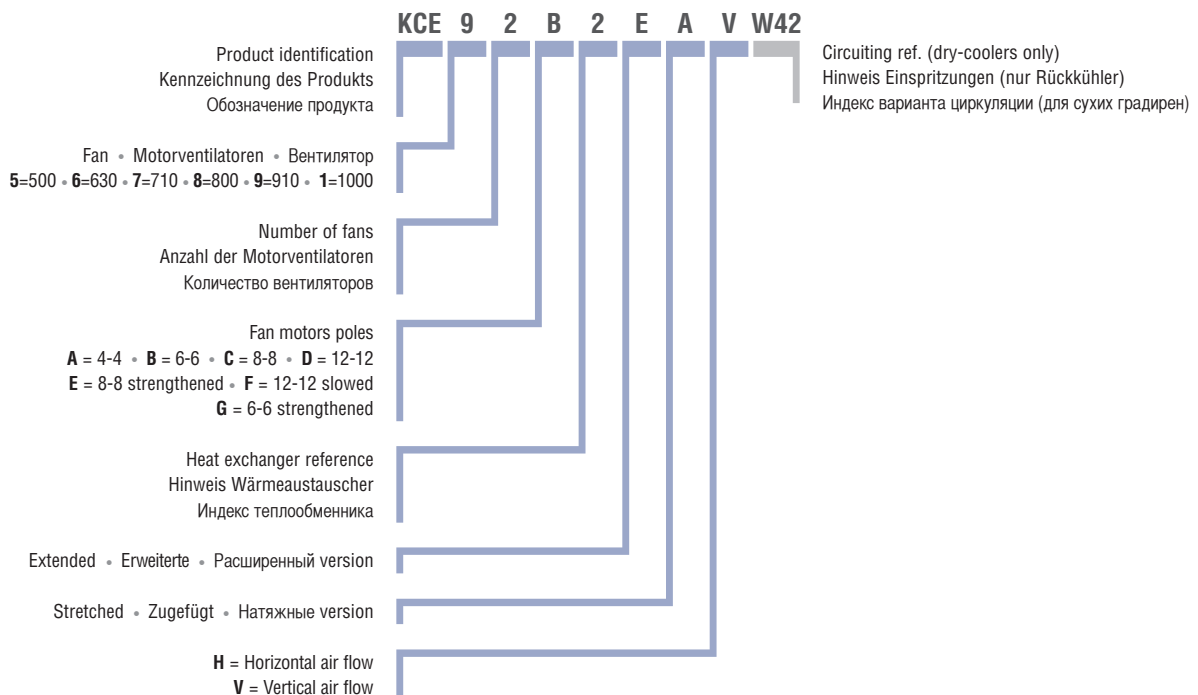 KCE 9 2 B 2 E A V W42
Product identification
Kennzeichnung des Produkts
Обозначение продукта
Circuiting ref. (dry-coolers only)
Hinweis Einspritzungen (nur Rückkühler)
Индекс варианта циркуляции (для сухих градирен)
Fan • Motorventilatoren • Вентилятор
5=500 • 6=630 • 7=710 • 8=800 • 9=910 • 1=1000
Number of fans
Anzahl der Motorventilatoren
Количество вентиляторов
Fan motors poles
A = 4-4 • B = 6-6 • C = 8-8 • D = 12-12
E = 8-8 strengthened • F = 12-12 slowed
G = 6-6 strengthened
Heat exchanger reference
Hinweis Wärmeaustauscher
Индекс теплообменника
Extended • Erweiterte • Расширенный version
Stretched • Zugefügt • Натяжные version
H = Horizontal air flow
V = Vertical air flow